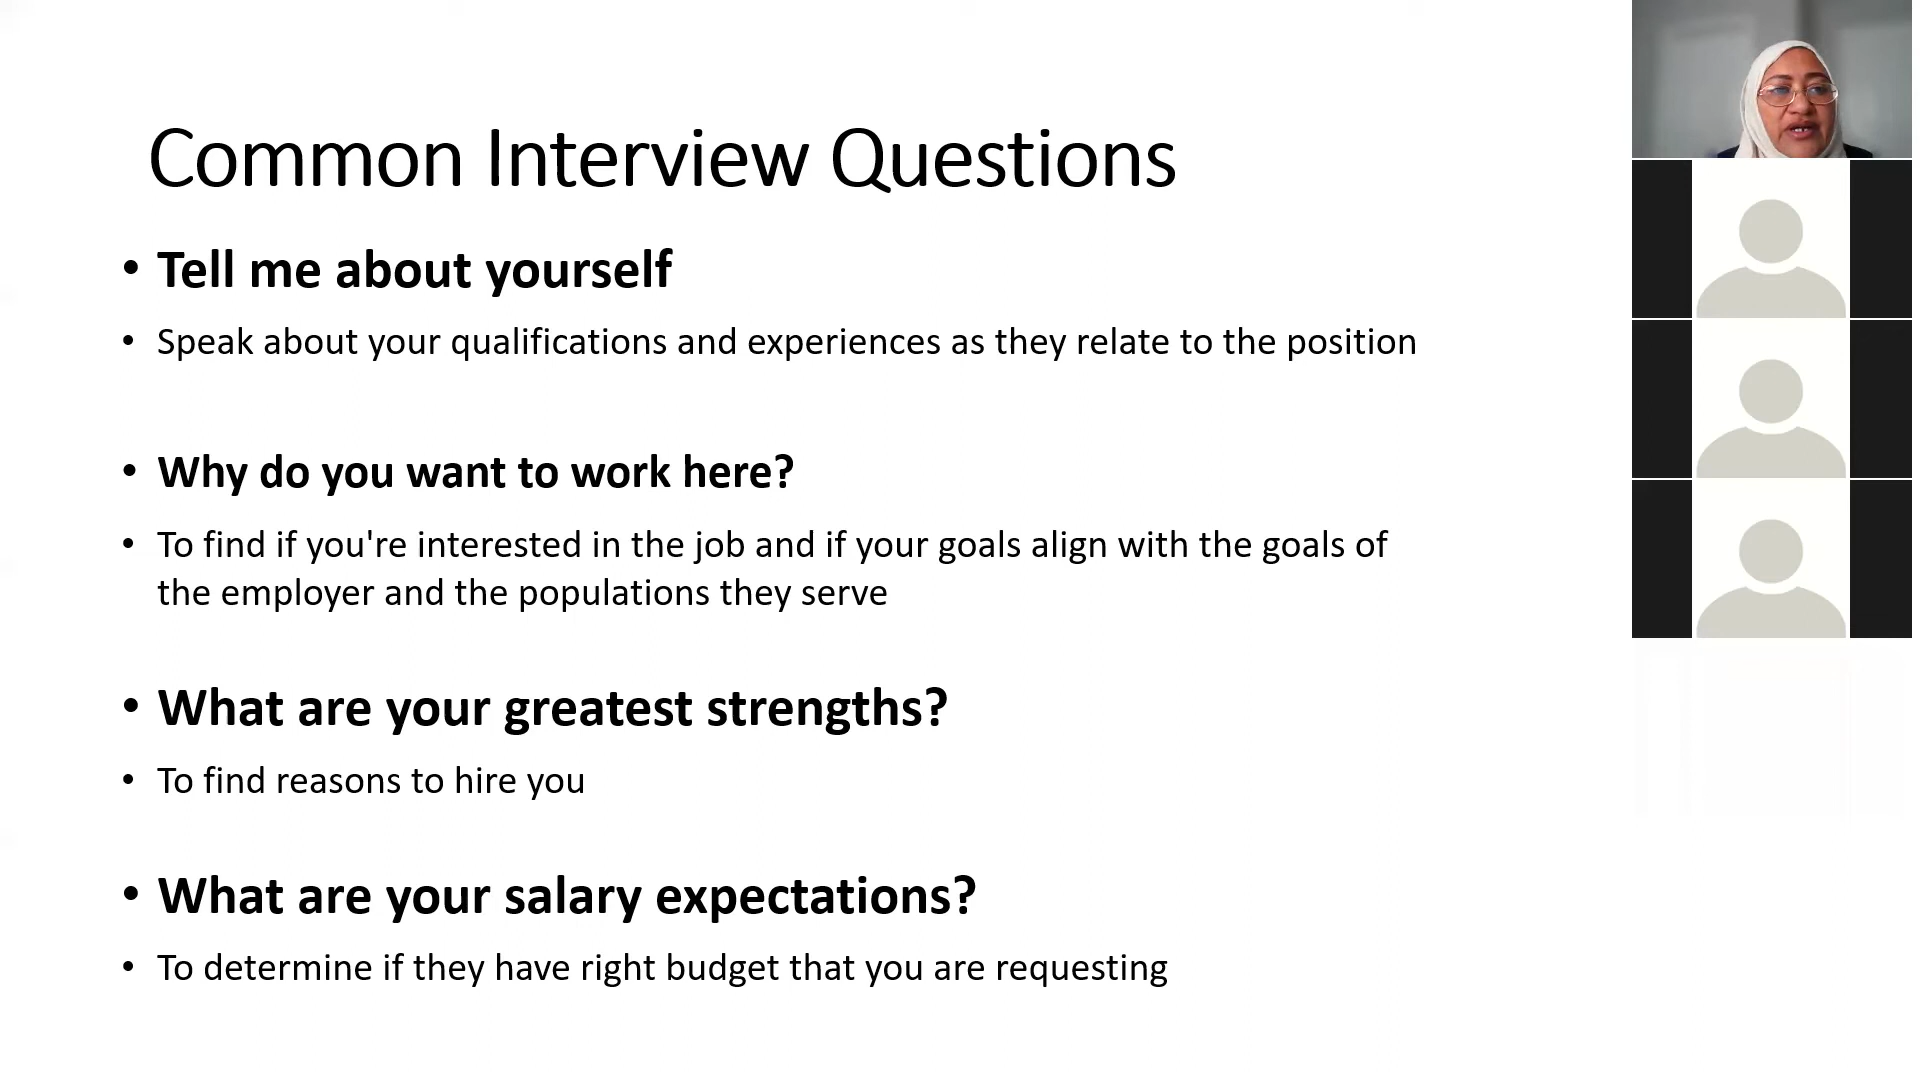 Common Interview Questions
• Tell me about yourself
• Speak about your qualifications and experiences as they relate to the position
• Why do you want to work here?
• To find if you're interested in the job and if your goals align with the goals of
the employer and the populations they serve
• What are your greatest strengths?
• To find reasons to hire you
• What are your salary expectations?
• To determine if they have right budget that you are requesting